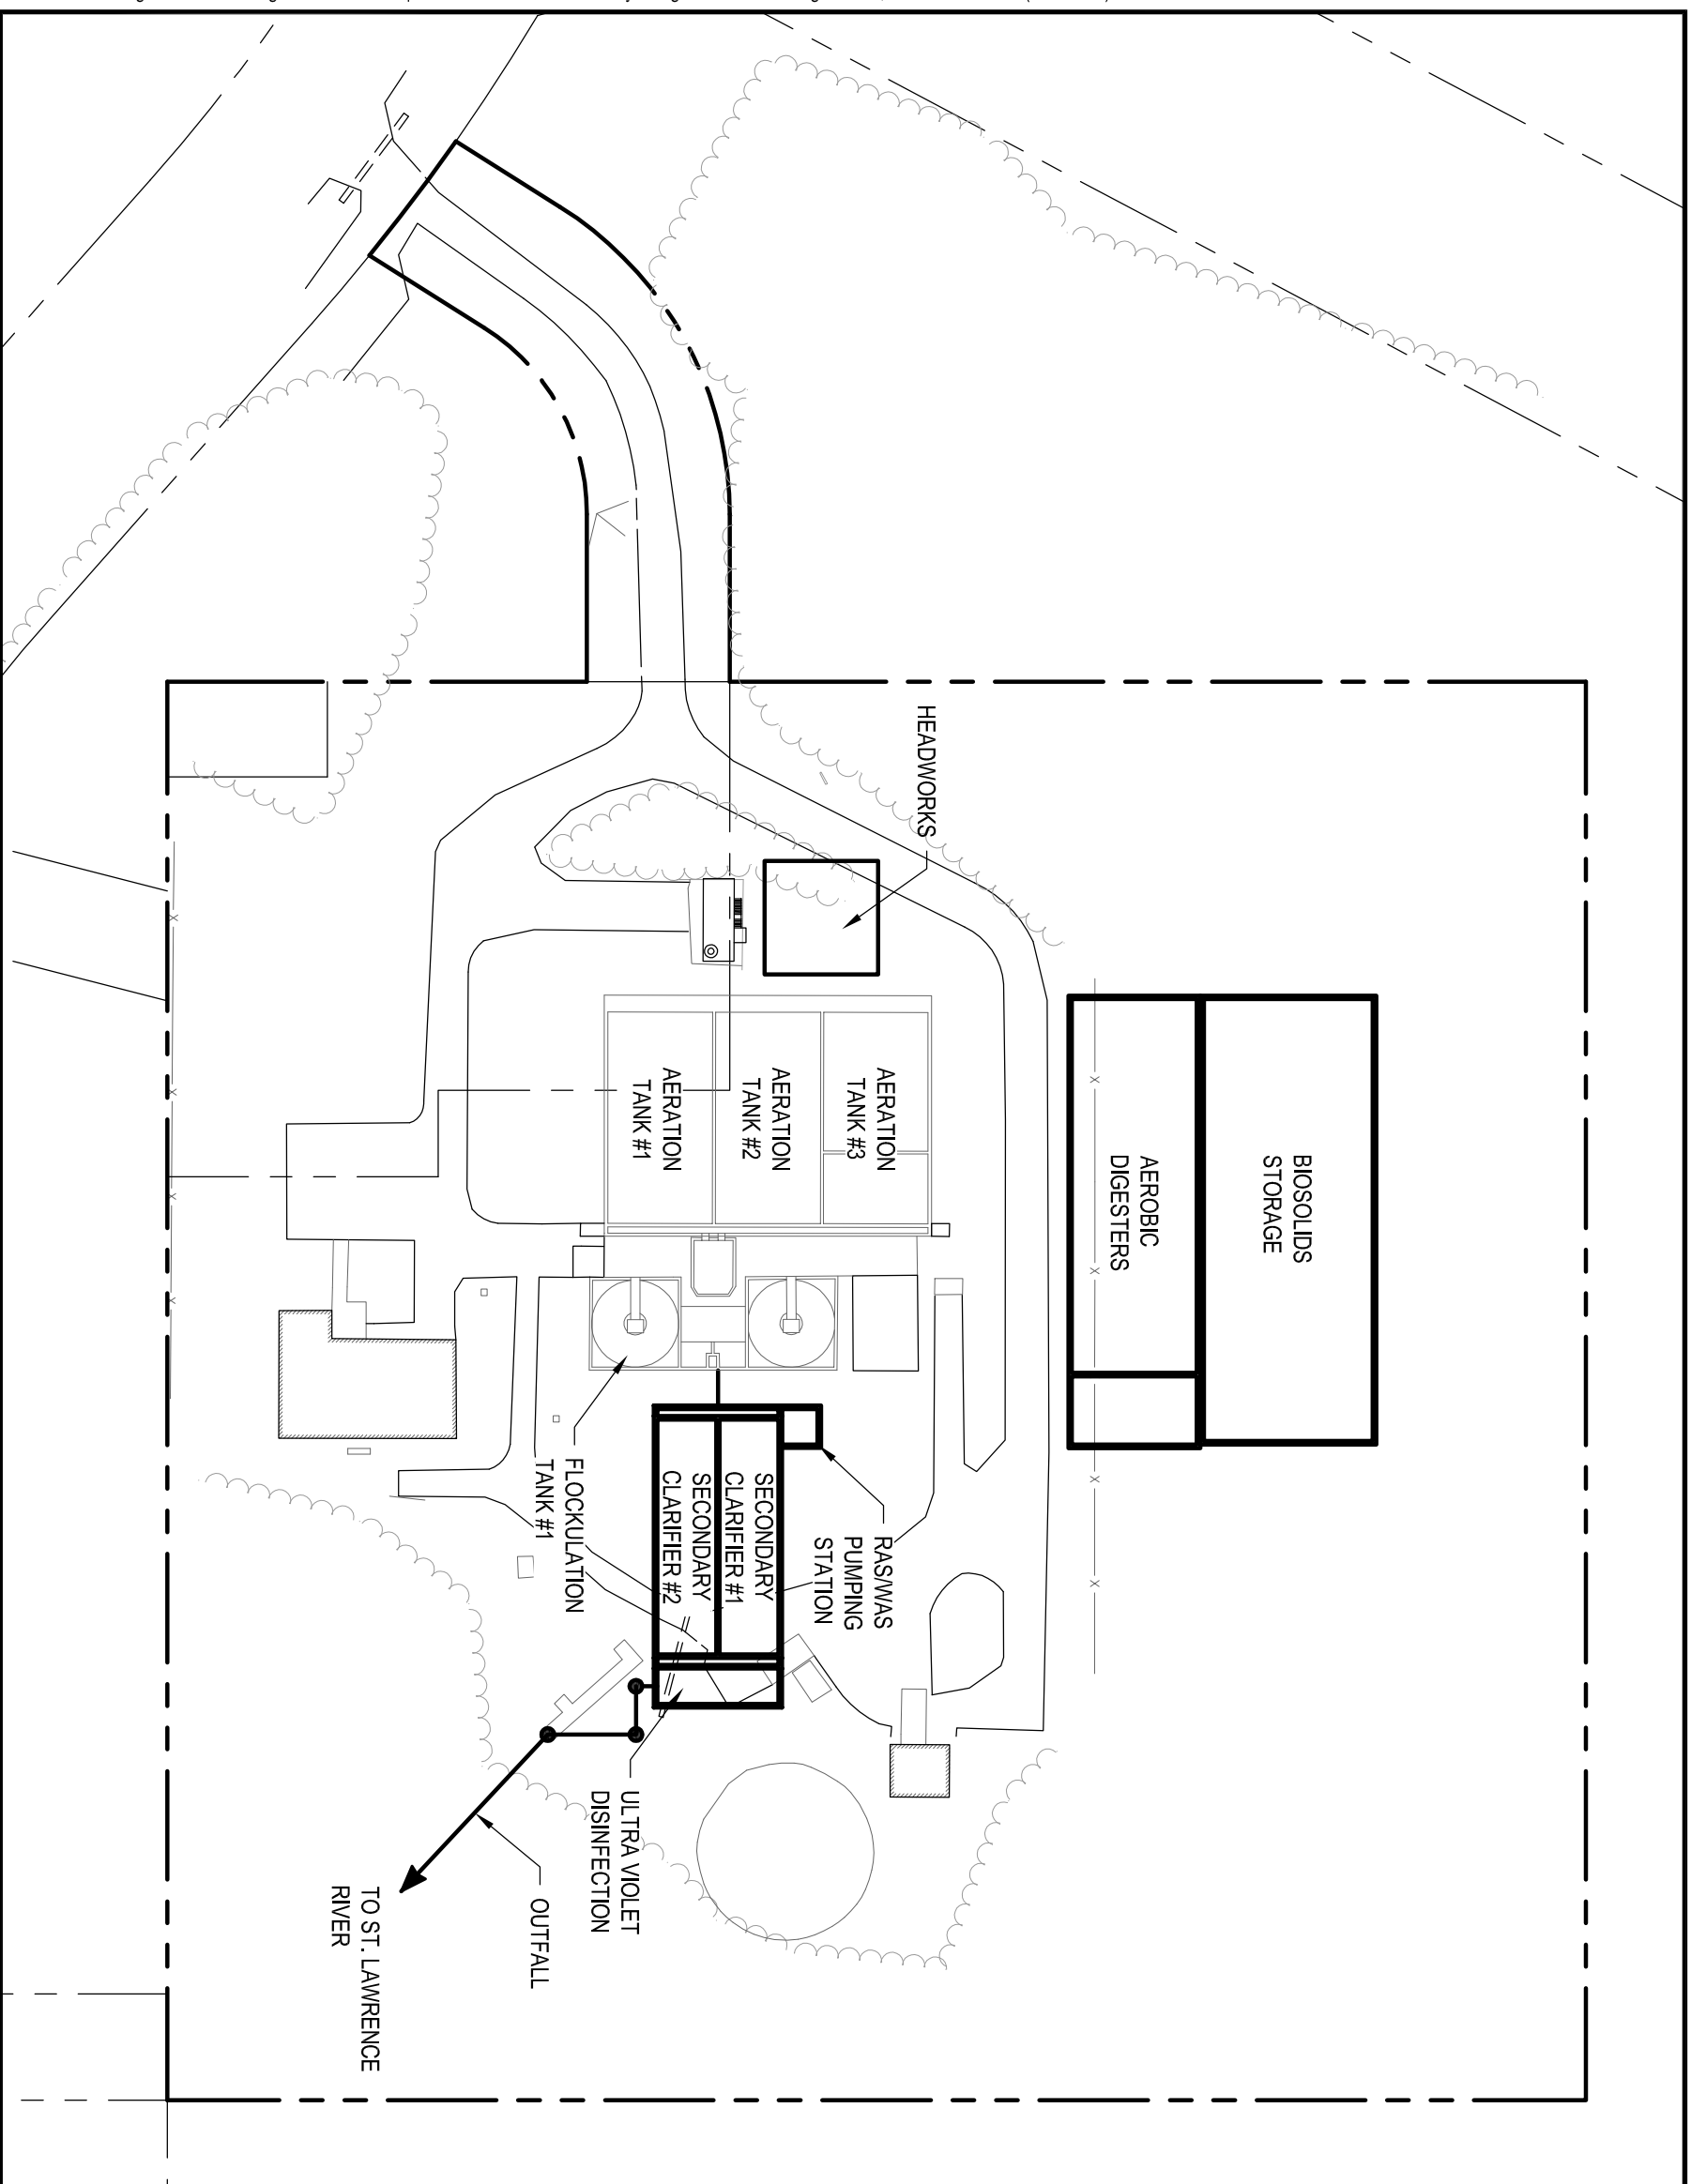 BIOSOLIDS
STORAGE
AEROBIC
DIGESTERS
HEADWORKS
AERATION
TANK #3
AERATION
TANK #2
AERATION
TANK #1
RAS/WAS
PUMPING
STATION
SECONDARY
CLARIFIER #1
SECONDARY
CLARIFIER #2
FLOCKULATION
TANK #1
ULTRA VIOLET
DISINFECTION
OUTFALL
TO ST. LAWRENCE
RIVER